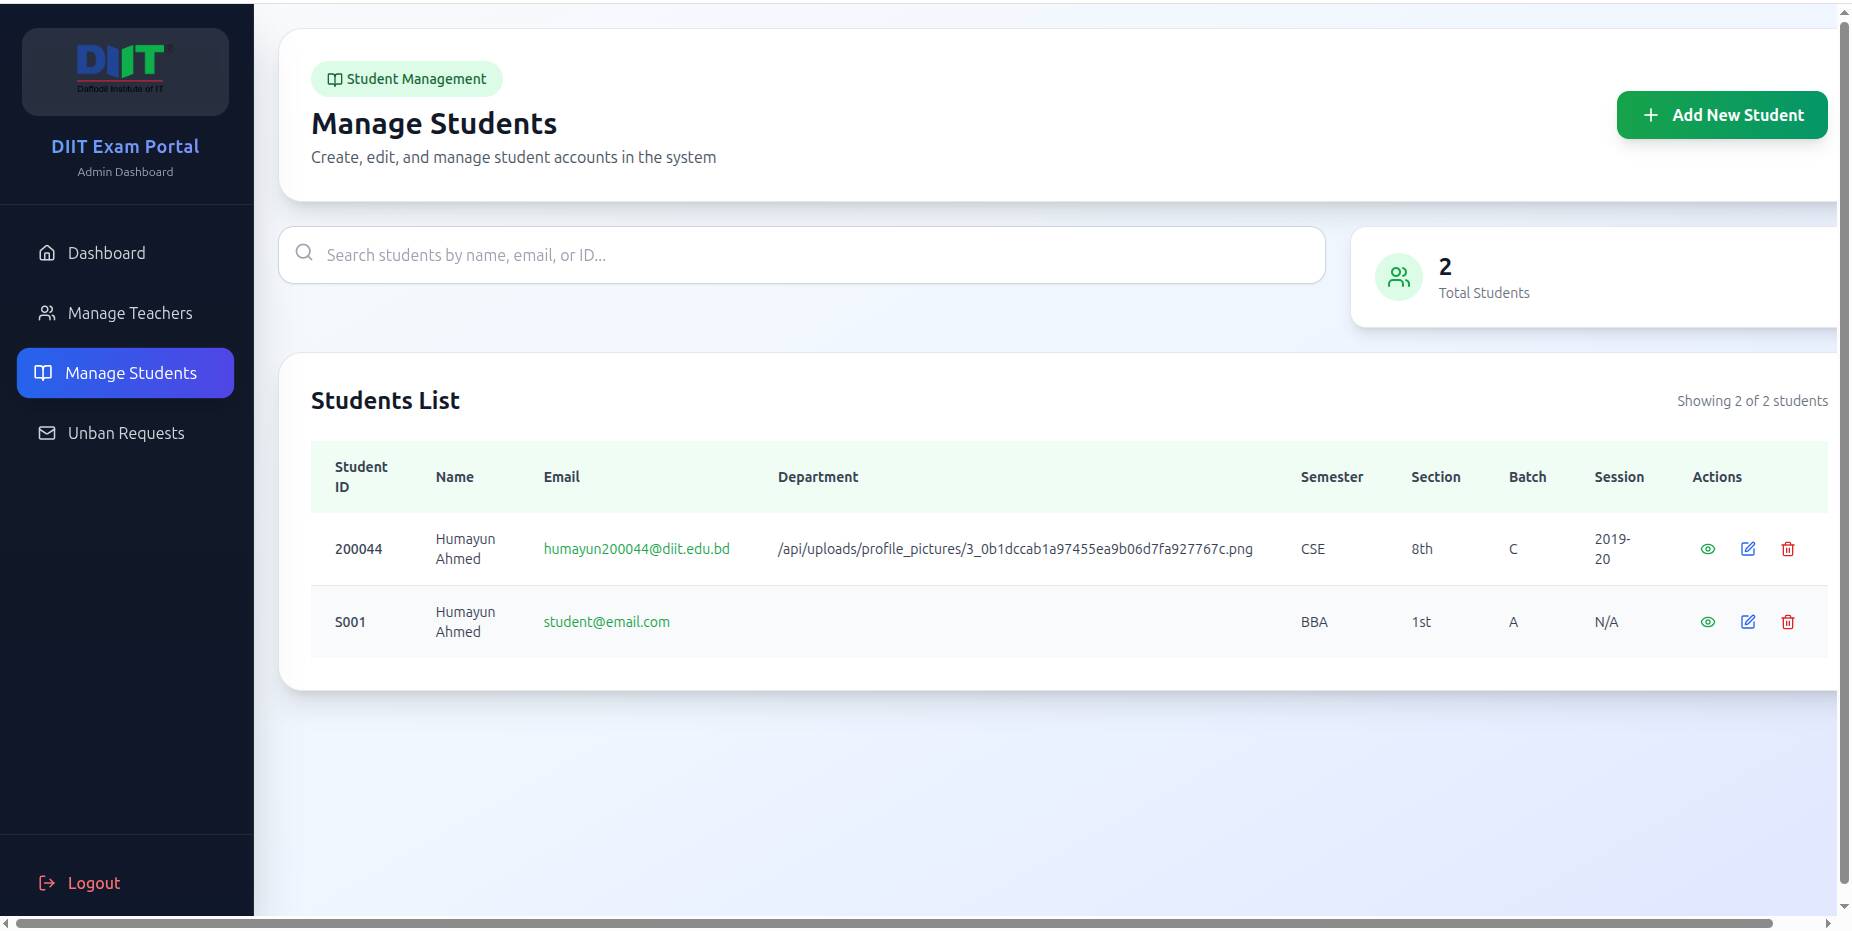 DIIT
Daffodil Institute of IT
DIIT Exam Portal
Admin Dashboard
Dashboard
Manage Teachers
Manage Students
Unban Requests
Logout
Student Management
Manage Students
Create, edit, and manage student accounts in the system
Add New Student
Search students by name, email, or ID...
2
Total Students
Students List
Showing 2 of 2 students
Student
ID
Name
Email
Department
Semester
Section
Batch
Session
Actions
200044
Humayun
Ahmed
humayun200044@diit.edu.bd
/api/uploads/profile_pictures/3_0b1dccab1a97455ea9b06d7fa927767c.png
CSE
8th
C
2019-
20
S001
Humayun
Ahmed
student@email.com
BBA
1st
A
N/A